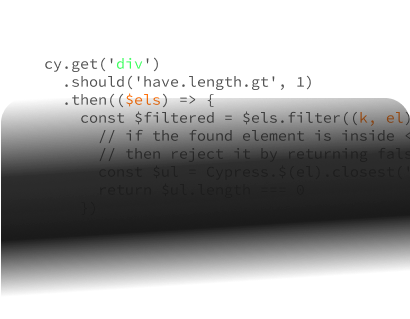 cy.get('div')
.should('have.length.gt', 1)
.then(($els) => {
const $filtered = $els.filter((k, el)
// if the found element is inside <
// then reject it by returning fals
const $ul = Cypress.$(el).closest('
return $ul.length === 0
})